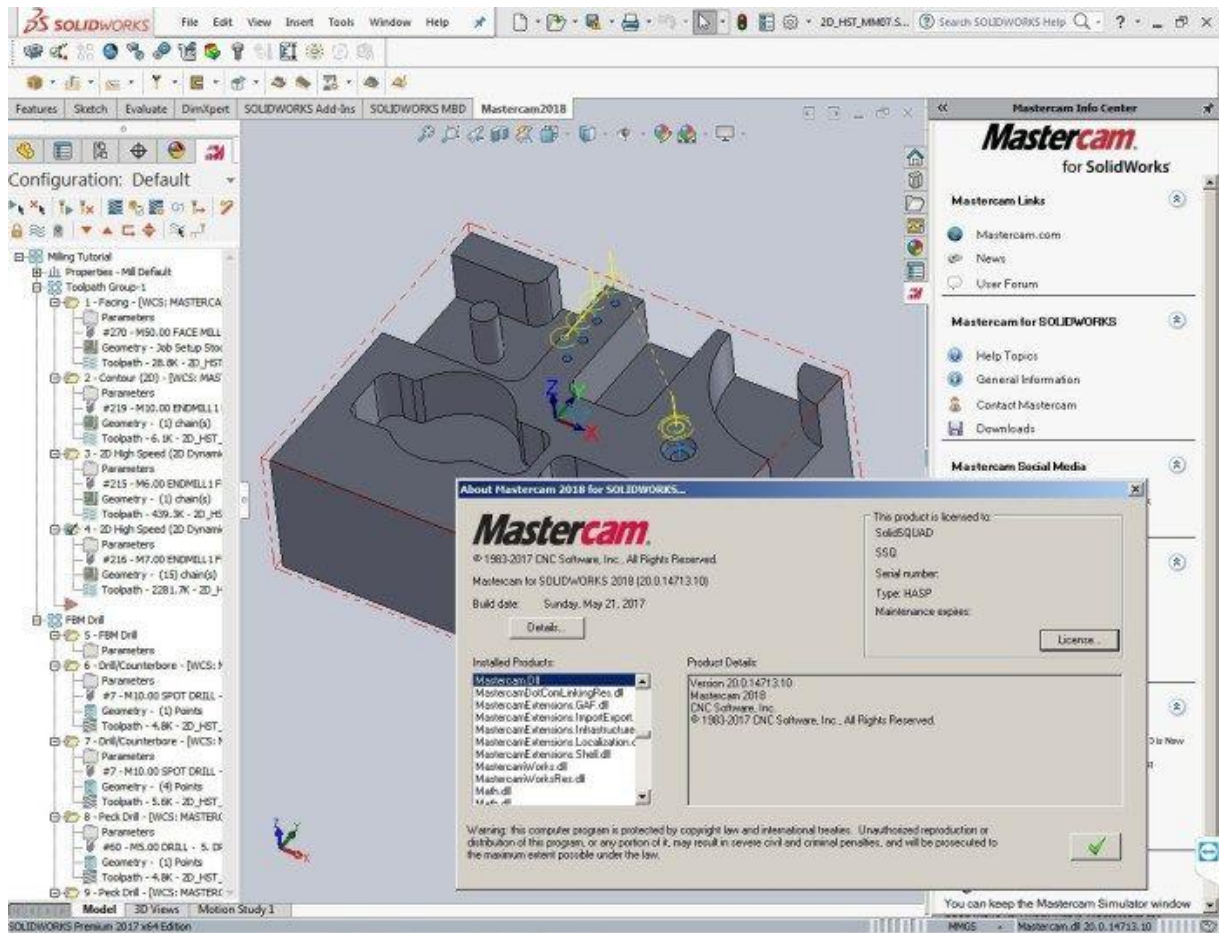 SOLIDWORKS File Edit View Insert Tools Window Help 2D_HST_MM07.S... Search SOLIDWORKS Help
Features Sketch Evaluate DimXpert SOLIDWORKS Add-Ins SOLIDWORKS MBD Mastercam2018
Configuration: Default
Milling Tutorial
Properties - Mill Default
Toolpath Group-1
1 - Facing - [WCS: MASTERCA
Parameters
#270 - M50.00 FACE MILL
Geometry - Job Setup Stoc
Toolpath - 28.8K - 2D_HST
2 - Contour (2D) - [WCS: MAS
Parameters
#219 - M10.00 ENDMILL1
Geometry - (1) chain(s)
Toolpath - 6.1K - 2D_HST_
3 - 2D High Speed (2D Dynami
Parameters
#215 - M6.00 ENDMILL1 F
Geometry - (1) chain(s)
Toolpath - 439.3K - 2D_HS
4 - 2D High Speed (2D Dynami
Parameters
#216 - M7.00 ENDMILL1 F
Geometry - (15) chain(s)
Toolpath - 2281.7K - 2D_H
FBM Drill
5 - FBM Drill
Parameters
6 - Drill/Counterbore - [WCS: M
Parameters
#7 - M10.00 SPOT DRILL -
Geometry - (1) Points
Toolpath - 4.8K - 2D_HST_
7 - Drill/Counterbore - [WCS: M
Parameters
#7 - M10.00 SPOT DRILL -
Geometry - (4) Points
Toolpath - 5.6K - 2D_HST_
8 - Peck Drill - [WCS: MASTERC
Parameters
#60 - M5.00 DRILL - 5. DR
Geometry - (1) Points
Toolpath - 4.8K - 2D_HST_
9 - Peck Drill - [WCS: MASTERC
Z Y X
Mastercam Info Center
Mastercam.
for SolidWorks
Mastercam Links
Mastercam.com
News
User Forum
Mastercam for SOLIDWORKS
Help Topics
General Information
Contact Mastercam
Downloads
Mastercam Social Media
You can keep the Mastercam Simulator window
About Mastercam 2018 for SOLIDWORKS...
Mastercam.
© 1983-2017 CNC Software, Inc., All Rights Reserved.
Mastercam for SOLIDWORKS 2018 (20.0.14713.10)
Build date: Sunday, May 21, 2017
Details...
This product is licensed to:
SolidSQUAD
SSQ
Serial number:
Type: HASP
Maintenance expires:
License...
Installed Products:
Mastercam.Dll
MastercamDotComLinkingRes.dll
MastercamExtensions.GAF.dll
MastercamExtensions.ImportExport.
MastercamExtensions.Infrastructure
MastercamExtensions.Localization.c
MastercamExtensions.Shell.dll
MastercamWorks.dll
MastercamWorksRes.dll
Math.dll
Product Details:
Version 20.0.14713.10
Mastercam 2018
CNC Software, Inc.
© 1983-2017 CNC Software, Inc., All Rights Reserved.
Warning: this computer program is protected by copyright law and international treaties. Unauthorized reproduction or
distribution of this program, or any portion of it, may result in severe civil and criminal penalties, and will be prosecuted to
the maximum extent possible under the law.
Model 3D Views Motion Study 1
SOLIDWORKS Premium 2017 x64 Edition MMGS Mastercam.dll 20.0.14713.10